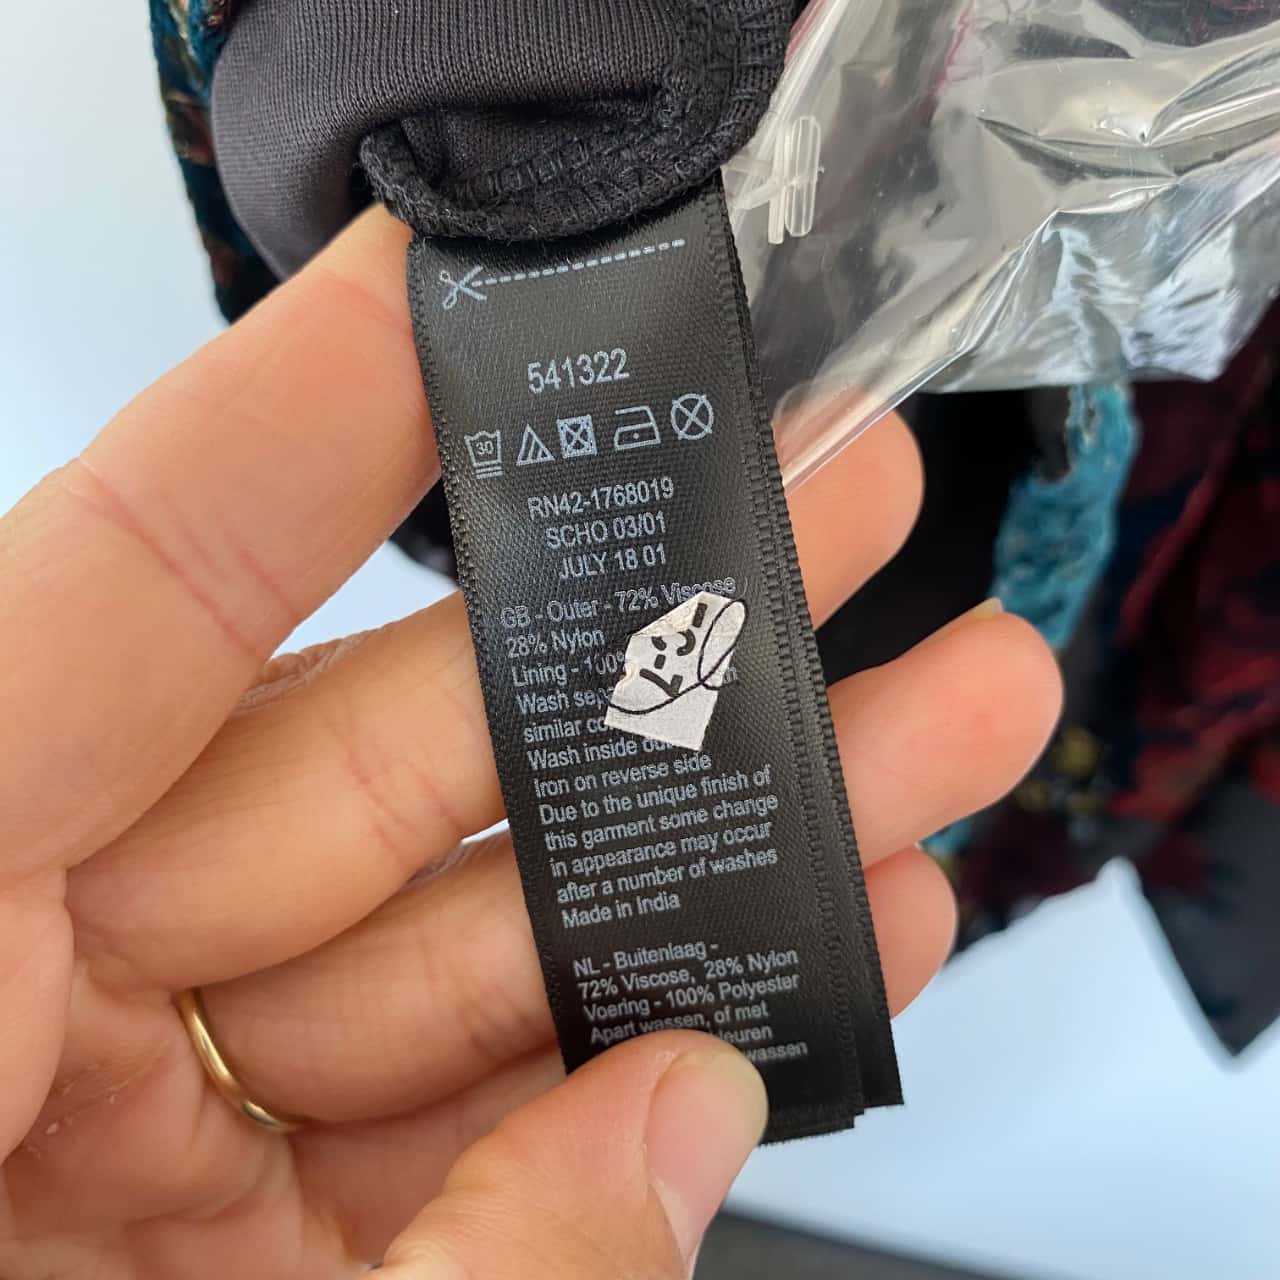 541322
30
RN42-1768019
SCHO 03/01
JULY 18 01
GB - Outer - 72% Viscose
28% Nylon
Lining - 100%
Wash
similar
Wash inside
Iron on reverse side
Due to the unique finish of
this garment some change
in appearance may occur
after a number of washes
Made in India
NL - Buitenlaag -
72% Viscose, 28% Nylon
Voering - 100% Polyester
Apart wassen, of met
wassen